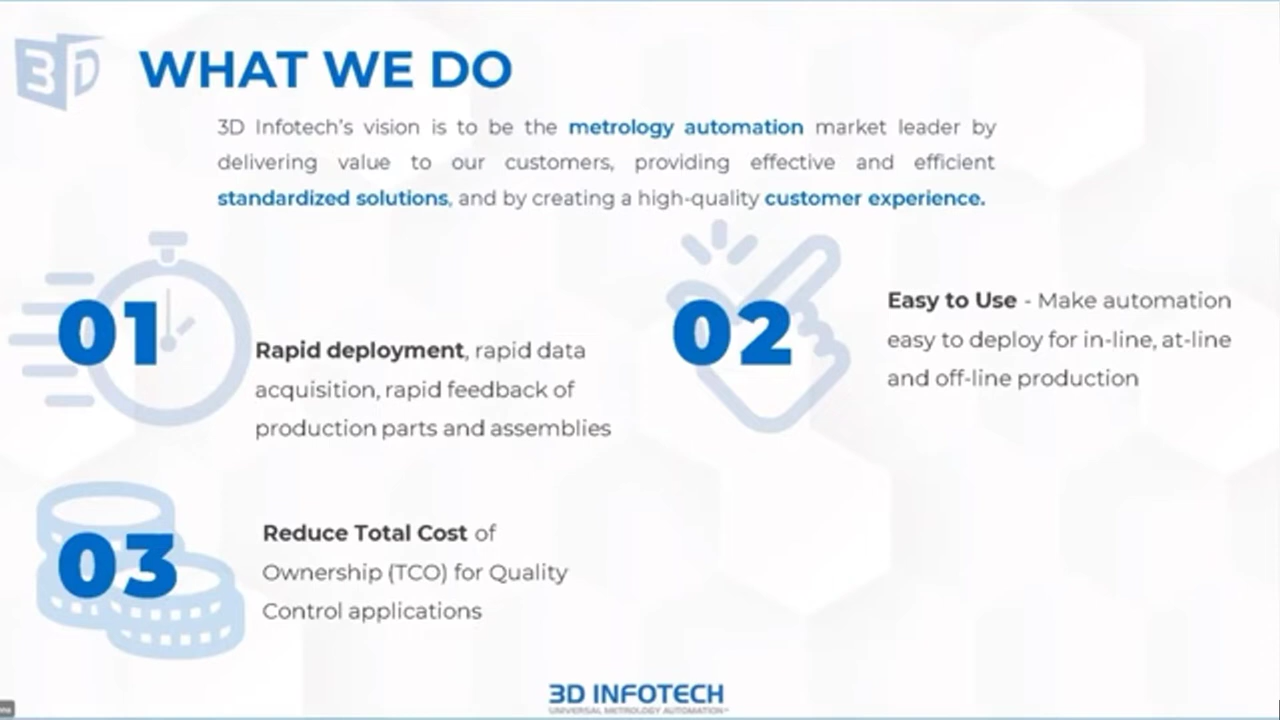 3D
WHAT WE DO
3D Infotech's vision is to be the metrology automation market leader by
delivering value to our customers, providing effective and efficient
standardized solutions, and by creating a high-quality customer experience.
01
Rapid deployment, rapid data
acquisition, rapid feedback of
production parts and assemblies
02
Easy to Use - Make automation
easy to deploy for in-line, at-line
and off-line production
03
Reduce Total Cost of
Ownership (TCO) for Quality
Control applications
3D INFOTECH
UNIVERSAL METROLOGY AUTOMATION